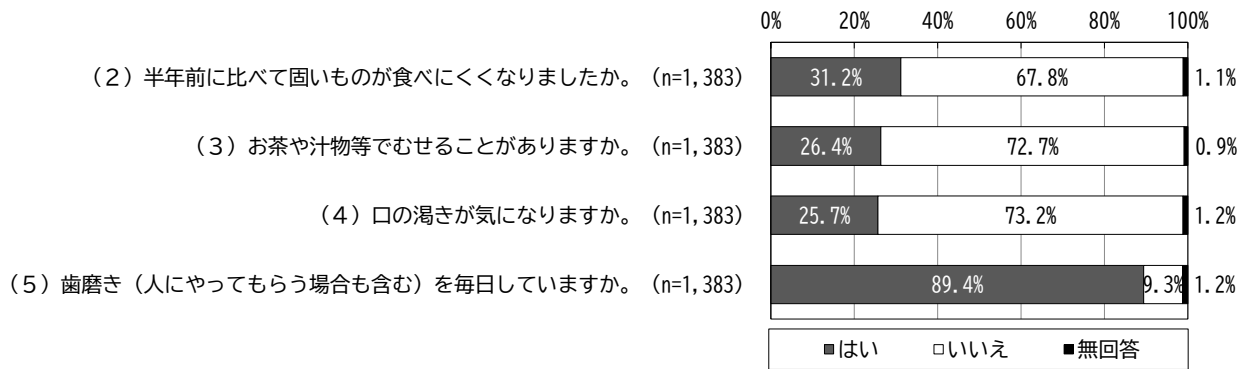 0% 20% 40% 60% 80% 100%
（２）半年前に比べて固いものが食べにくくなりましたか。(n=1,383) 31.2% 67.8% 1.1%
（３）お茶や汁物等でむせることがありますか。(n=1,383) 26.4% 72.7% 0.9%
（４）口の渇きが気になりますか。(n=1,383) 25.7% 73.2% 1.2%
（５）歯磨き（人にやってもらう場合も含む）を毎日していますか。(n=1,383) 89.4% 9.3% 1.2%
はい いいえ 無回答